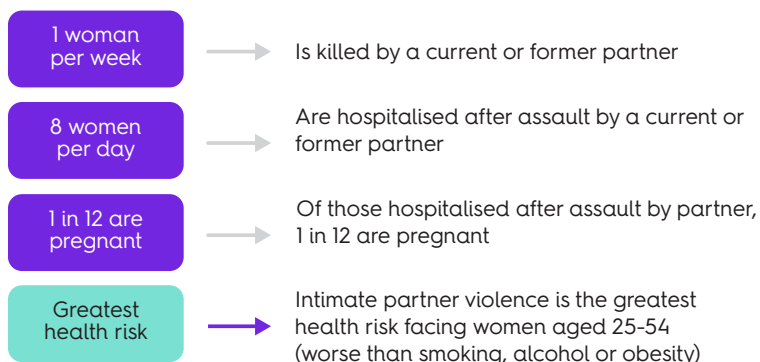 1 woman
per week
Is killed by a current or former partner
8 women
per day
Are hospitalised after assault by a current or
former partner
1 in 12 are
pregnant
Of those hospitalised after assault by partner,
1 in 12 are pregnant
Greatest
health risk
Intimate partner violence is the greatest
health risk facing women aged 25-54
(worse than smoking, alcohol or obesity)